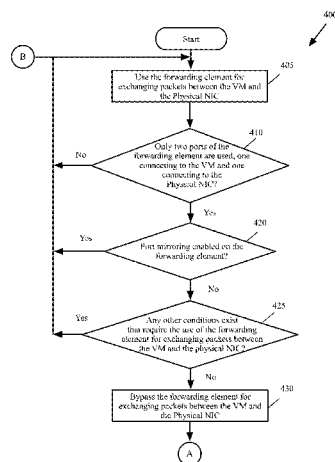 400
Start
B
Use the forwarding element for
exchanging packets between the VM and
the Physical NIC
405
Only two ports of the
forwarding element are used, one
connecting to the VM and one
connecting to the
Physical NIC?
410
No
Yes
Port mirroring enabled on the
forwarding element?
420
Yes
No
Any other conditions exist
that require the use of the forwarding
element for exchanging packets between
the VM and the physical NIC?
425
Yes
No
Bypass the forwarding element for
exchanging packets between the VM and
the Physical NIC
430
A